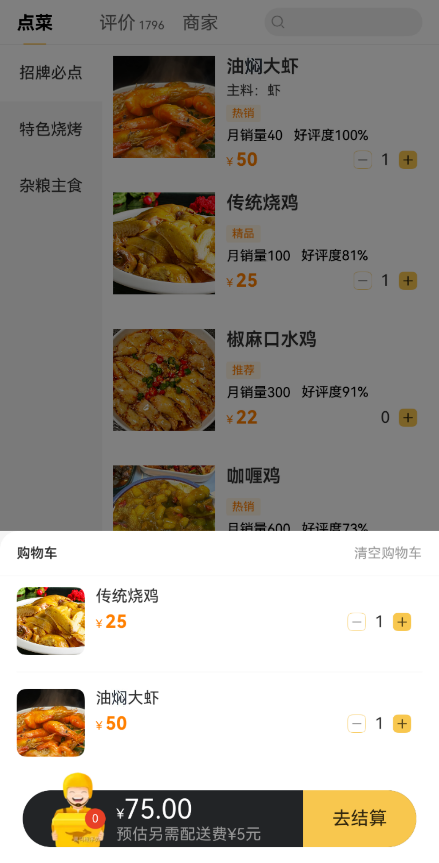 点菜 评价 1796 商家
招牌必点
特色烧烤
杂粮主食
油焖大虾
主料：虾
热销
月销量40 好评度100%
¥50 1
传统烧鸡
精品
月销量100 好评度81%
¥25 1
椒麻口水鸡
推荐
月销量300 好评度91%
¥22 0
咖喱鸡
热销
月销量600 好评度73%
购物车 清空购物车
传统烧鸡
¥25 1
油焖大虾
¥50 1
0
¥75.00
预估另需配送费¥5元
去结算